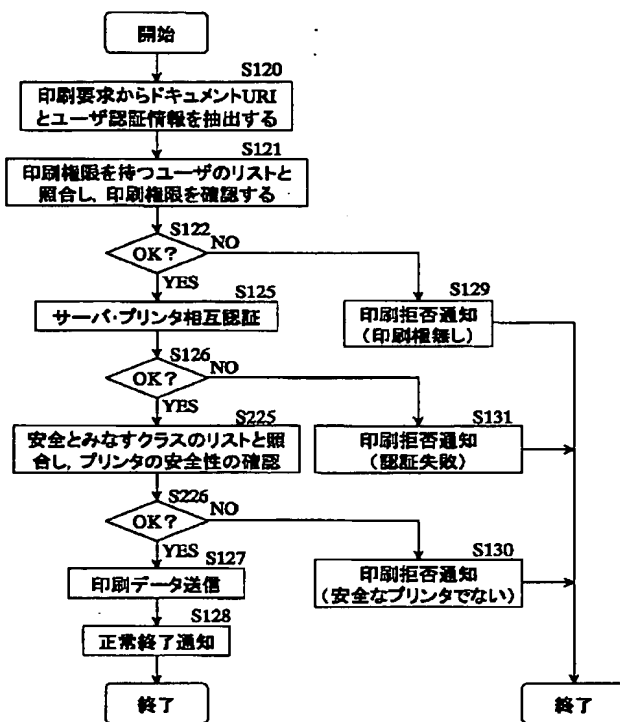 開始
S120
印刷要求からドキュメントURI
とユーザ認証情報を抽出する
S121
印刷権限を持つユーザのリストと
照合し,印刷権限を確認する
S122
OK?
NO
YES
S125
サーバ・プリンタ相互認証
S129
印刷拒否通知
(印刷権無し)
S126
OK?
NO
YES
S225
安全とみなすクラスのリストと照
合し,プリンタの安全性の確認
S131
印刷拒否通知
(認証失敗)
S226
OK?
NO
YES
S127
印刷データ送信
S130
印刷拒否通知
(安全なプリンタでない)
S128
正常終了通知
終了
終了